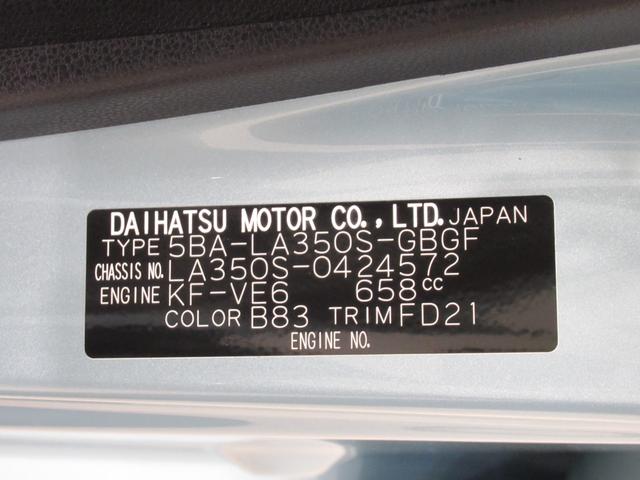 DAIHATSU MOTOR CO., LTD. JAPAN
TYPE 5BA-LA350S-GBGF
CHASSIS NO. LA350S-0424572
ENGINE KF-VE6 658cc
COLOR B83 TRIM FD21
ENGINE NO.